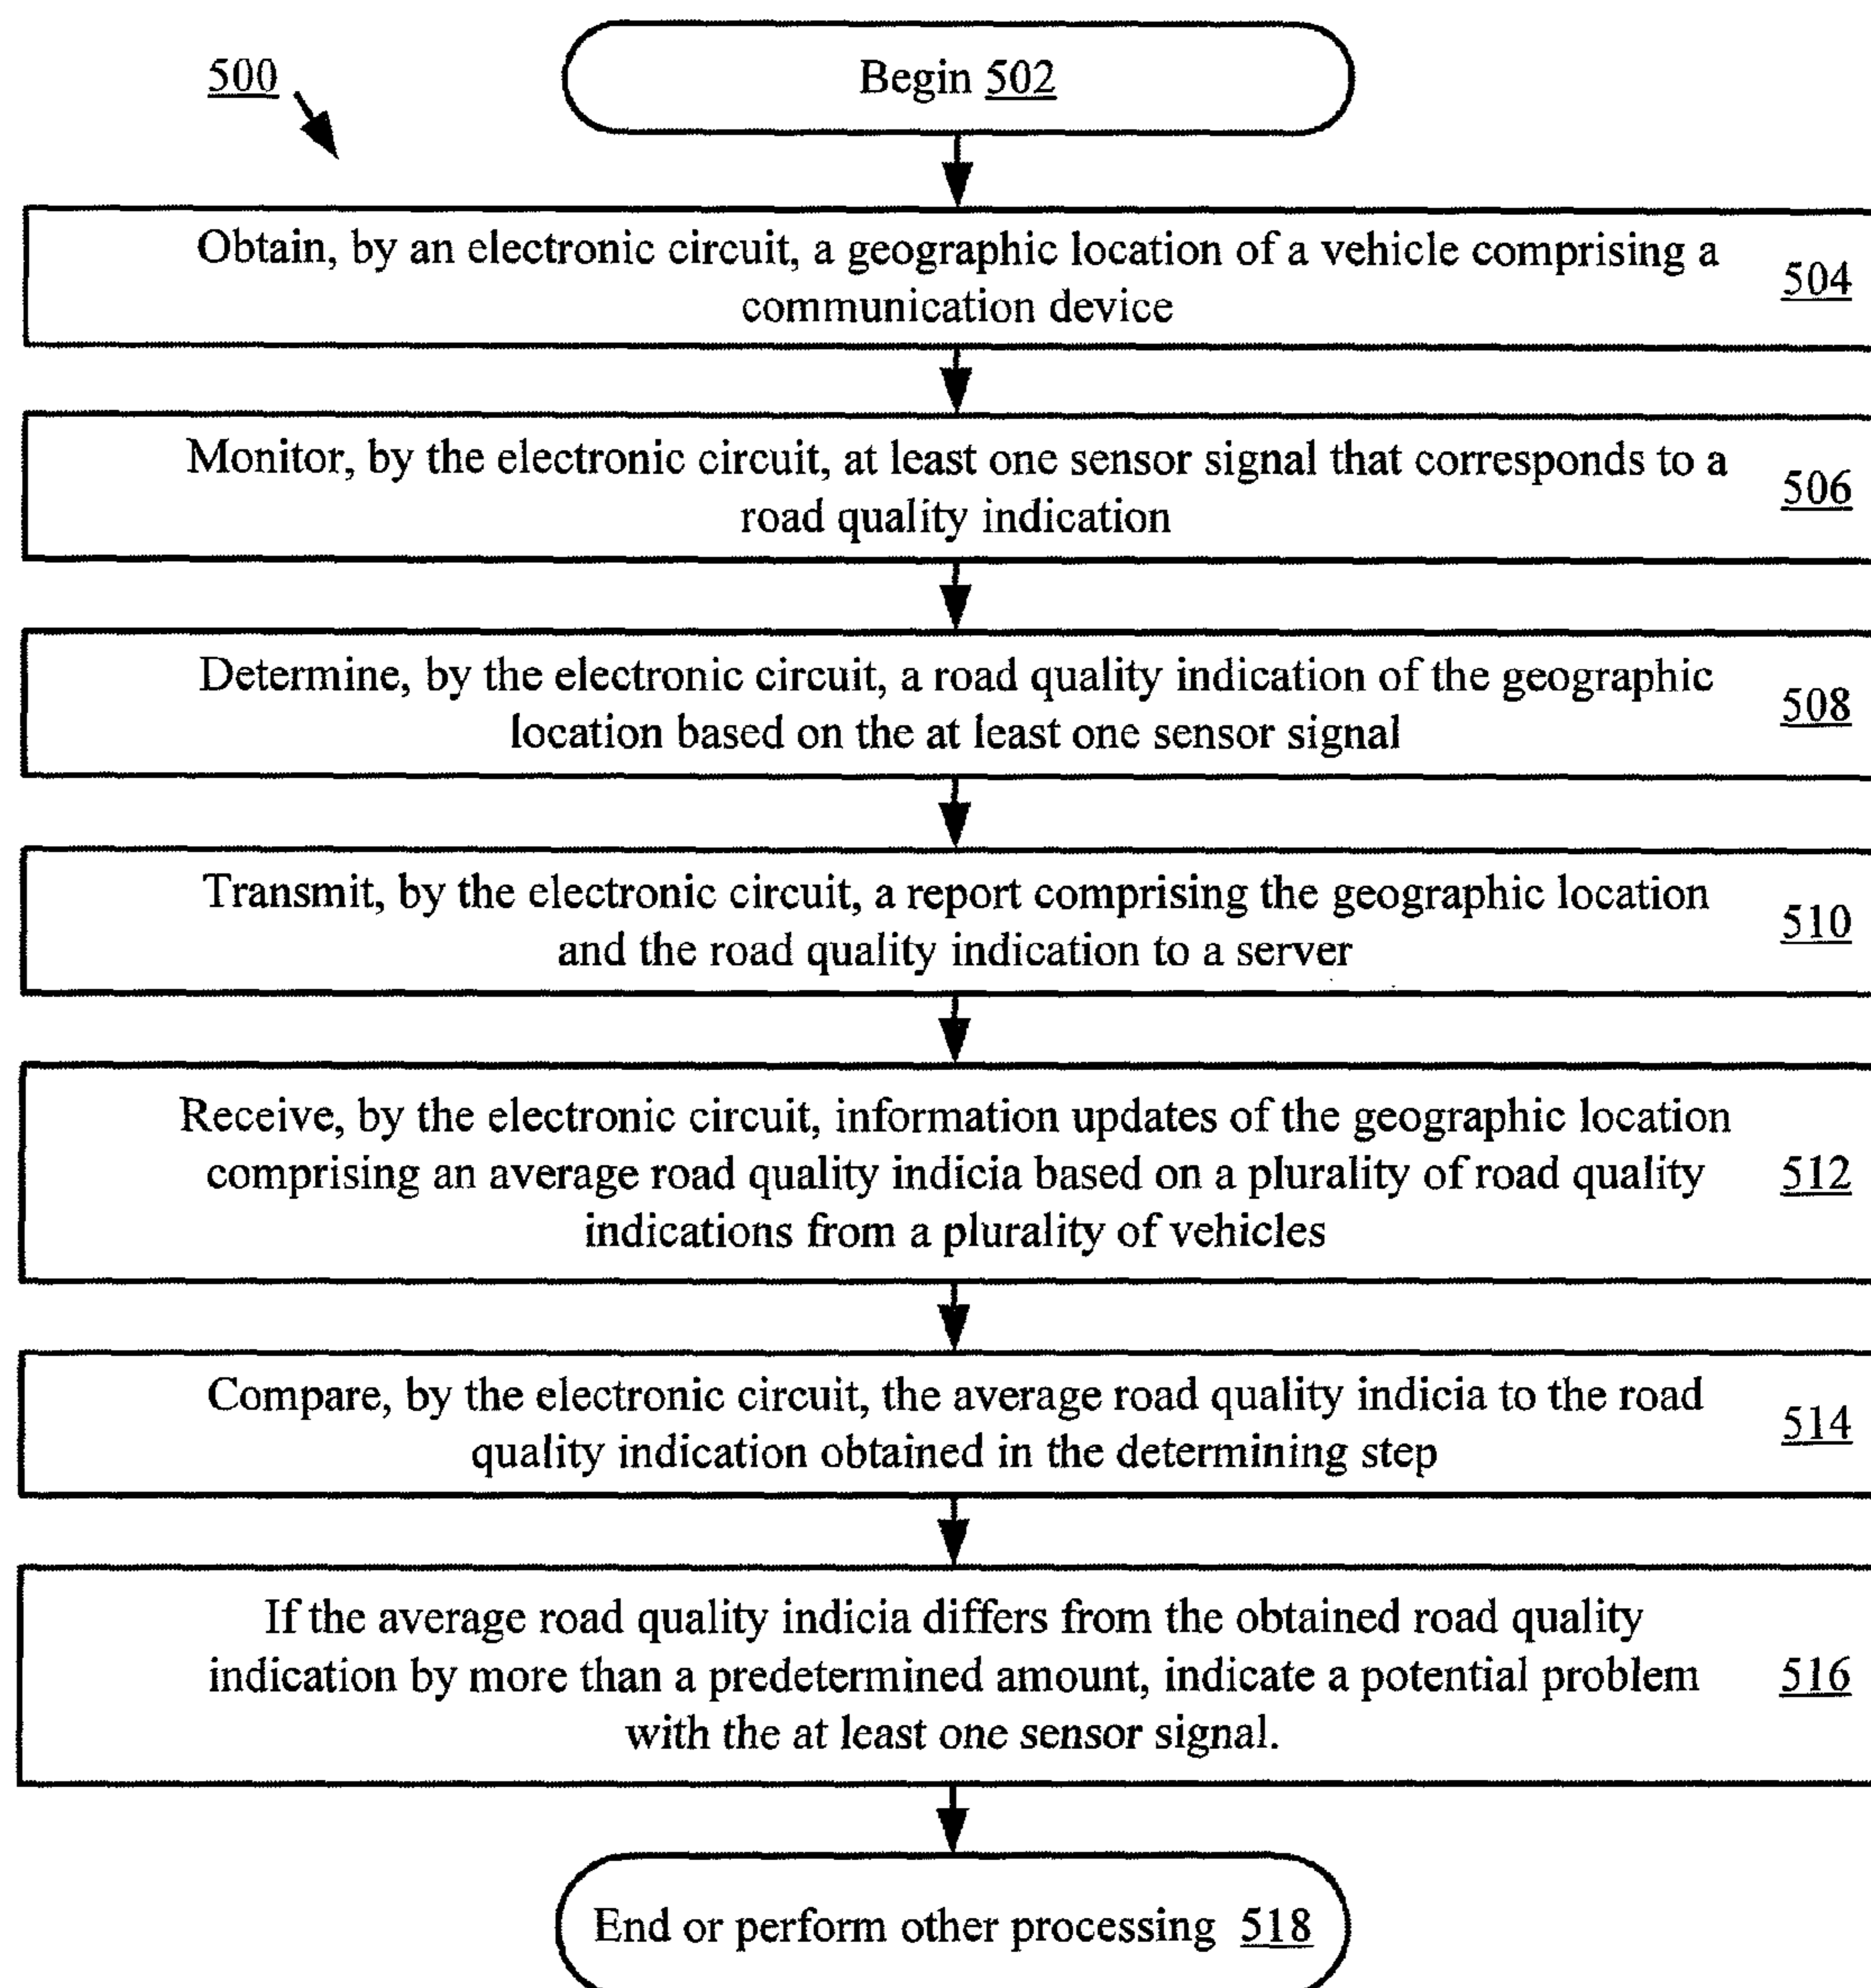 500
Begin 502
Obtain, by an electronic circuit, a geographic location of a vehicle comprising a
communication device
504
Monitor, by the electronic circuit, at least one sensor signal that corresponds to a
road quality indication
506
Determine, by the electronic circuit, a road quality indication of the geographic
location based on the at least one sensor signal
508
Transmit, by the electronic circuit, a report comprising the geographic location
and the road quality indication to a server
510
Receive, by the electronic circuit, information updates of the geographic location
comprising an average road quality indicia based on a plurality of road quality
indications from a plurality of vehicles
512
Compare, by the electronic circuit, the average road quality indicia to the road
quality indication obtained in the determining step
514
If the average road quality indicia differs from the obtained road quality
indication by more than a predetermined amount, indicate a potential problem
with the at least one sensor signal.
516
End or perform other processing 518